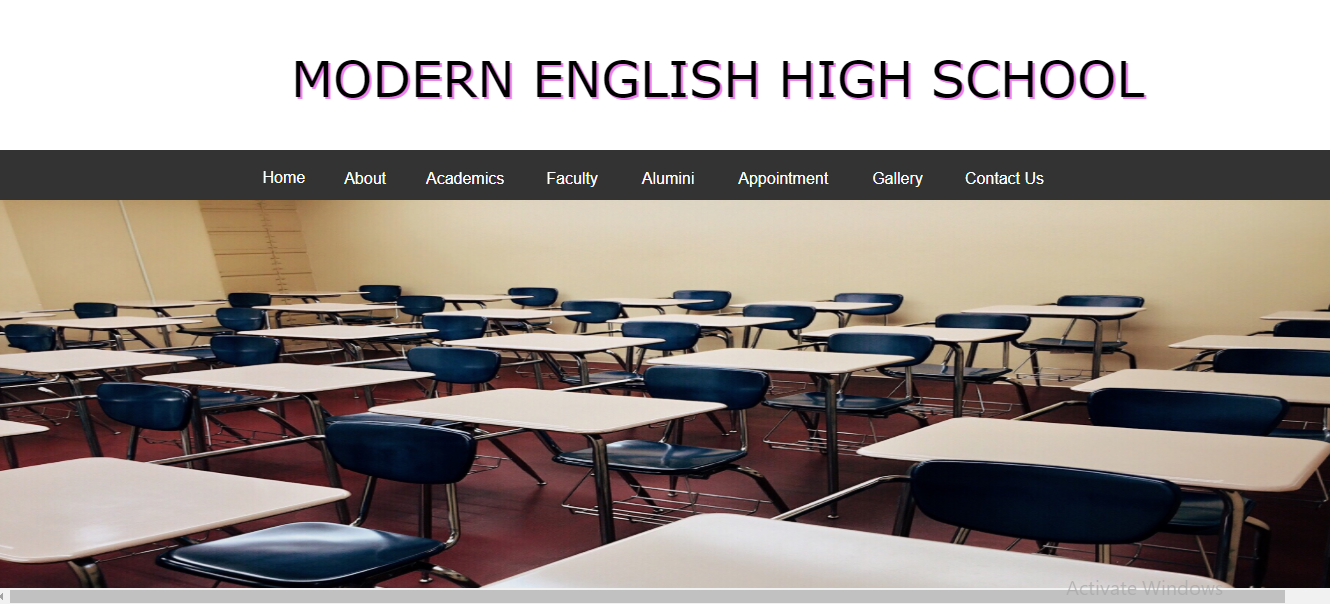 MODERN ENGLISH HIGH SCHOOL
Home About Academics Faculty Alumini Appointment Gallery Contact Us
Activate Windows